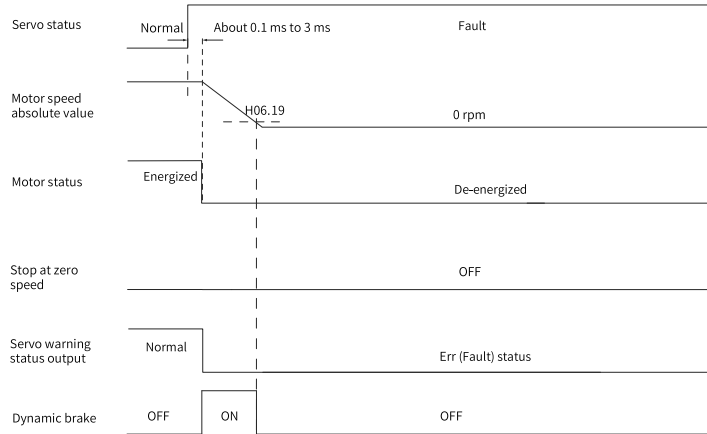 Servo status
Normal
About 0.1 ms to 3 ms
Fault
Motor speed
absolute value
H06.19
0 rpm
Motor status
Energized
De-energized
Stop at zero
speed
OFF
Servo warning
status output
Normal
Err (Fault) status
Dynamic brake
OFF
ON
OFF